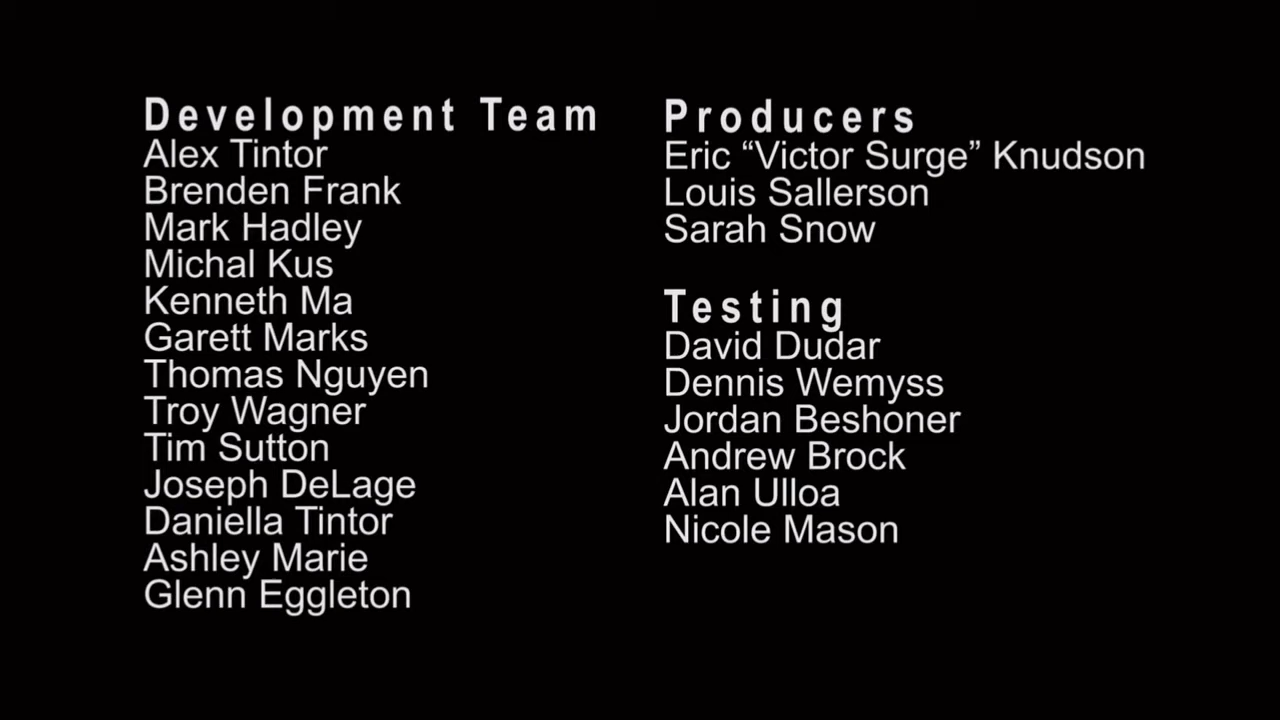 Development Team
Alex Tintor
Brenden Frank
Mark Hadley
Michal Kus
Kenneth Ma
Garett Marks
Thomas Nguyen
Troy Wagner
Tim Sutton
Joseph DeLage
Daniella Tintor
Ashley Marie
Glenn Eggleton
Producers
Eric “Victor Surge” Knudson
Louis Sallerson
Sarah Snow
Testing
David Dudar
Dennis Wemyss
Jordan Beshoner
Andrew Brock
Alan Ulloa
Nicole Mason